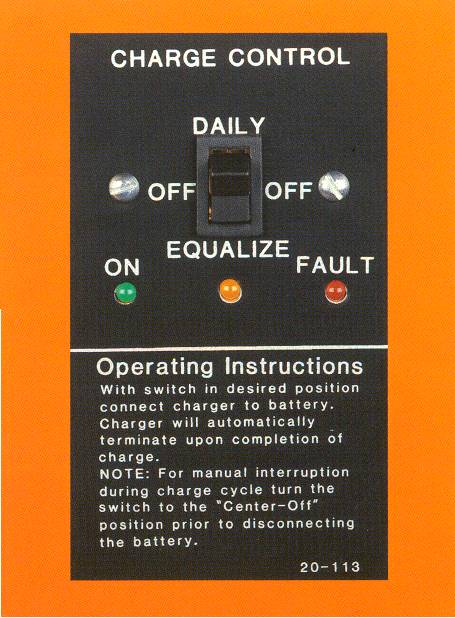 CHARGE CONTROL
DAILY
OFF OFF
EQUALIZE
ON FAULT
Operating Instructions
With switch in desired position
connect charger to battery.
Charger will automatically
terminate upon completion of
charge.
NOTE: For manual interruption
during charge cycle turn the
switch to the "Center-Off"
position prior to disconnecting
the battery.
20-113